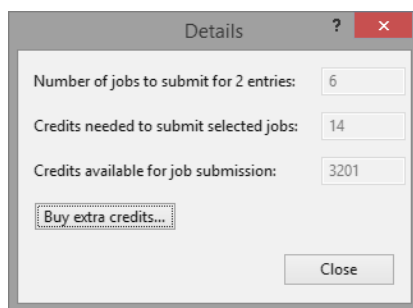 Details
?
Number of jobs to submit for 2 entries: 6
Credits needed to submit selected jobs: 14
Credits available for job submission: 3201
Buy extra credits...
Close